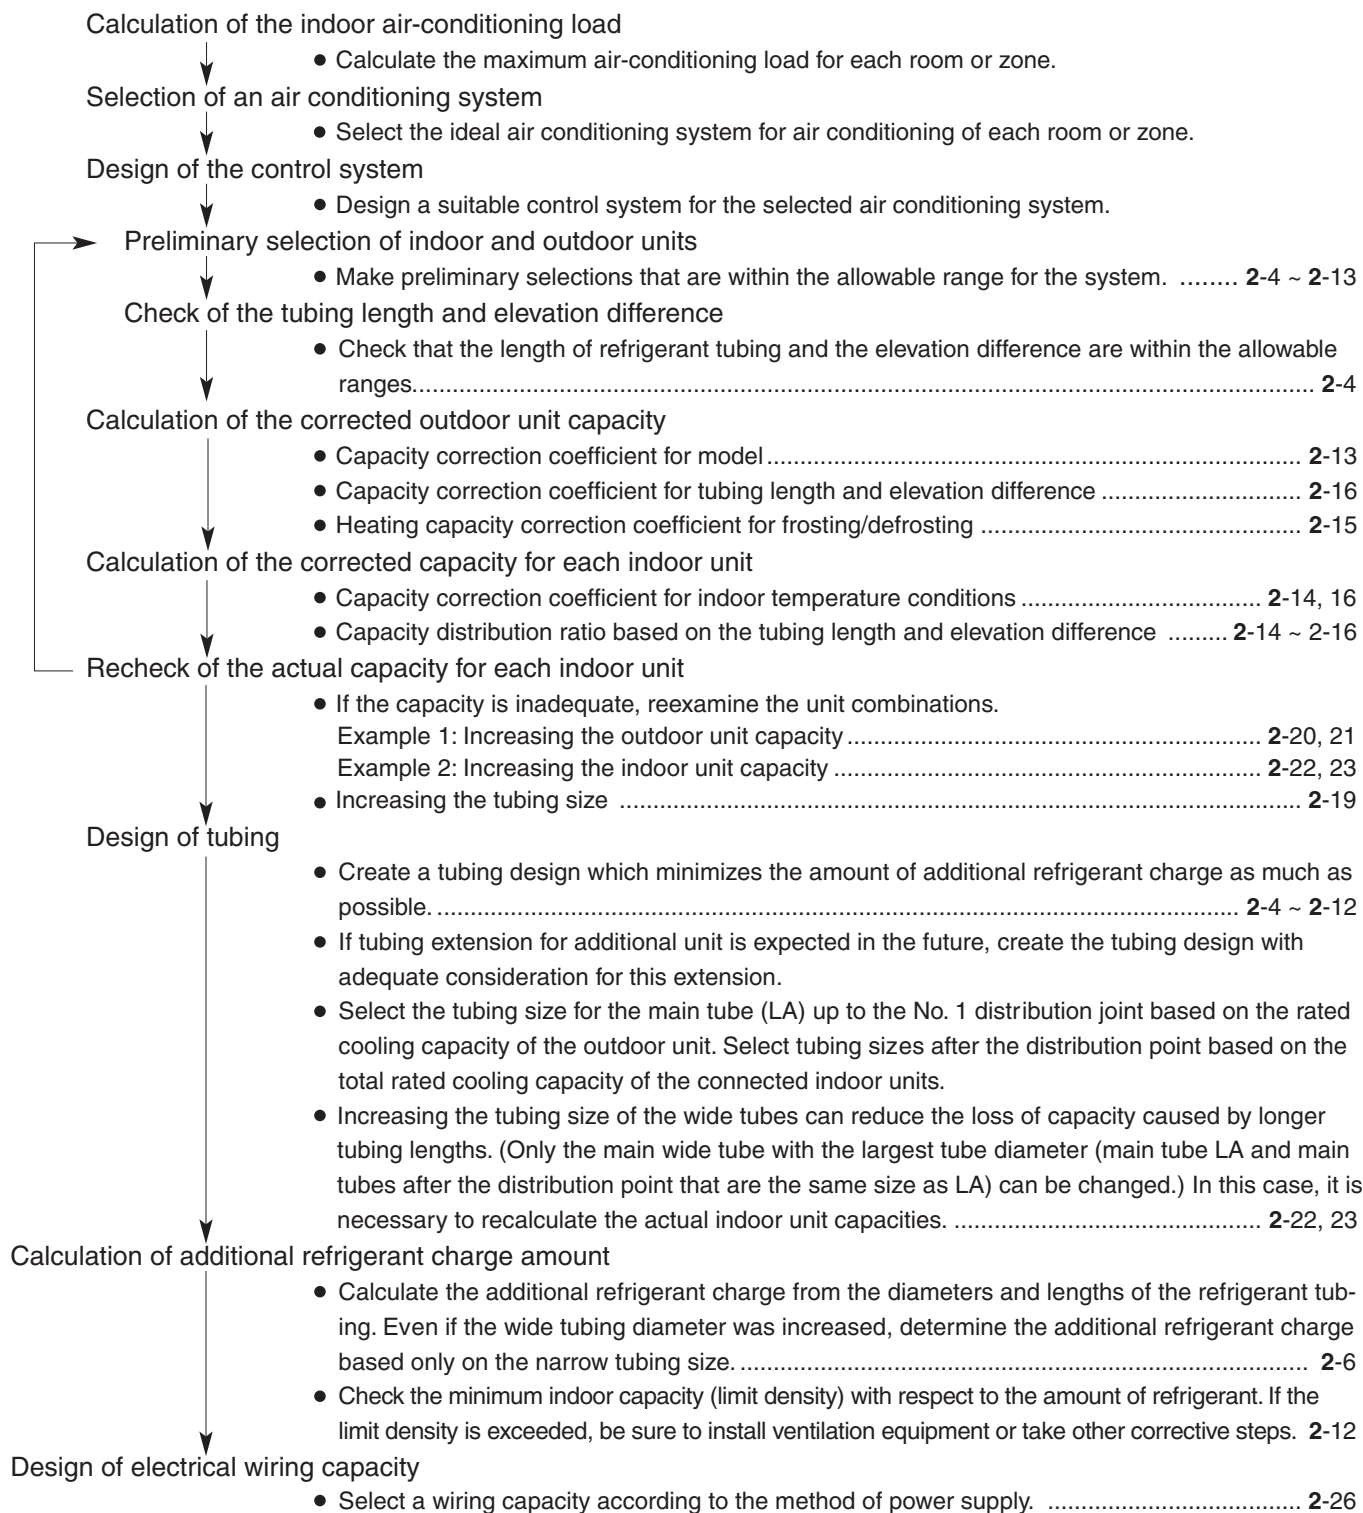 Calculation of the indoor air-conditioning load
● Calculate the maximum air-conditioning load for each room or zone.
Selection of an air conditioning system
● Select the ideal air conditioning system for air conditioning of each room or zone.
Design of the control system
● Design a suitable control system for the selected air conditioning system.
Preliminary selection of indoor and outdoor units
● Make preliminary selections that are within the allowable range for the system. ........ 2-4 ~ 2-13
Check of the tubing length and elevation difference
● Check that the length of refrigerant tubing and the elevation difference are within the allowable
ranges.................................................................................................................................... 2-4
Calculation of the corrected outdoor unit capacity
● Capacity correction coefficient for model............................................................................... 2-13
● Capacity correction coefficient for tubing length and elevation difference ............................. 2-16
● Heating capacity correction coefficient for frosting/defrosting ............................................... 2-15
Calculation of the corrected capacity for each indoor unit
● Capacity correction coefficient for indoor temperature conditions .................................... 2-14, 16
● Capacity distribution ratio based on the tubing length and elevation difference ......... 2-14 ~ 2-16
Recheck of the actual capacity for each indoor unit
● If the capacity is inadequate, reexamine the unit combinations.
Example 1: Increasing the outdoor unit capacity .............................................................. 2-20, 21
Example 2: Increasing the indoor unit capacity ................................................................ 2-22, 23
● Increasing the tubing size ...................................................................................................... 2-19
Design of tubing
● Create a tubing design which minimizes the amount of additional refrigerant charge as much as
possible. ....................................................................................................................... 2-4 ~ 2-12
● If tubing extension for additional unit is expected in the future, create the tubing design with
adequate consideration for this extension.
● Select the tubing size for the main tube (LA) up to the No. 1 distribution joint based on the rated
cooling capacity of the outdoor unit. Select tubing sizes after the distribution point based on the
total rated cooling capacity of the connected indoor units.
● Increasing the tubing size of the wide tubes can reduce the loss of capacity caused by longer
tubing lengths. (Only the main wide tube with the largest tube diameter (main tube LA and main
tubes after the distribution point that are the same size as LA) can be changed.) In this case, it is
necessary to recalculate the actual indoor unit capacities. .............................................. 2-22, 23
Calculation of additional refrigerant charge amount
● Calculate the additional refrigerant charge from the diameters and lengths of the refrigerant tub-
ing. Even if the wide tubing diameter was increased, determine the additional refrigerant charge
based only on the narrow tubing size. ..................................................................................... 2-6
● Check the minimum indoor capacity (limit density) with respect to the amount of refrigerant. If the
limit density is exceeded, be sure to install ventilation equipment or take other corrective steps. 2-12
Design of electrical wiring capacity
● Select a wiring capacity according to the method of power supply. ...................................... 2-26